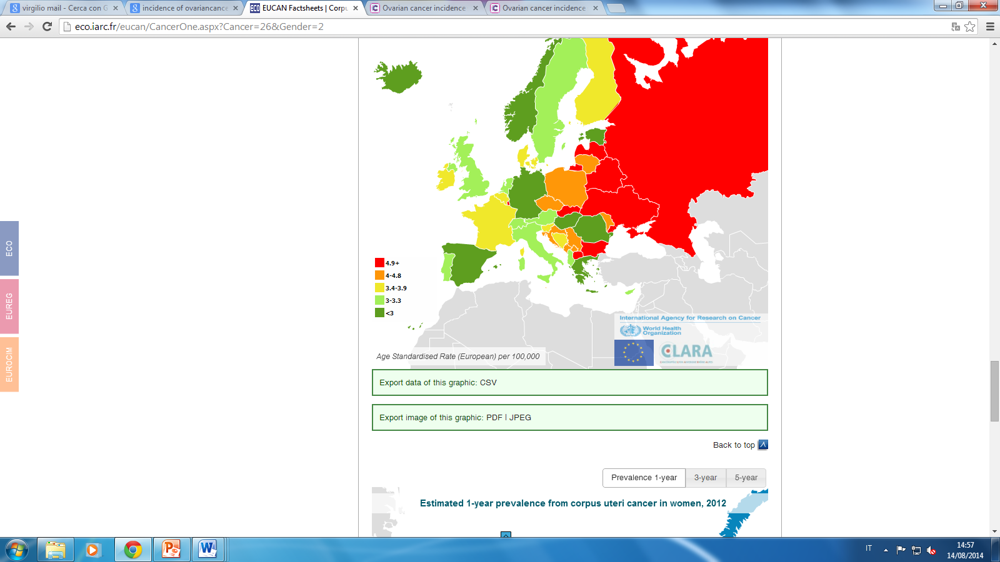 virgilio mail - Cerca con G
incidence of ovariancance
ECO EUCAN Factsheets | Corpu
Ovarian cancer incidence
Ovarian cancer incidence
eco.iarc.fr/eucan/CancerOne.aspx?Cancer=26&Gender=2
ECO
EUREG
EUROCIM
4.9+
4-4.8
3.4-3.9
3-3.3
<3
International Agency for Research on Cancer
World Health
Organization
CLARA
Age Standardised Rate (European) per 100,000
Export data of this graphic: CSV
Export image of this graphic: PDF | JPEG
Back to top
Prevalence 1-year
3-year
5-year
Estimated 1-year prevalence from corpus uteri cancer in women, 2012
IT
14:57
14/08/2014